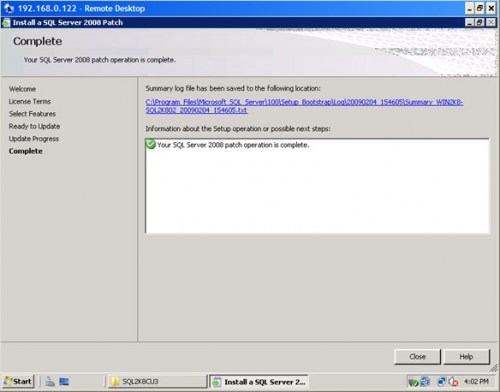 192.168.0.122 - Remote Desktop
Install a SQL Server 2008 Patch
Complete
Your SQL Server 2008 patch operation is complete.
Welcome
License Terms
Select Features
Ready to Update
Update Progress
Complete
Summary log file has been saved to the following location:
C:\Program Files\Microsoft SQL Server\100\Setup Bootstrap\Log\20090204_154605\Summary_WIN2K8-
SQL2K802_20090204_154605.txt
Information about the Setup operation or possible next steps:
Your SQL Server 2008 patch operation is complete.
Close
Help
Start
SQL2K8CU3
Install a SQL Server 2...
4:02 PM